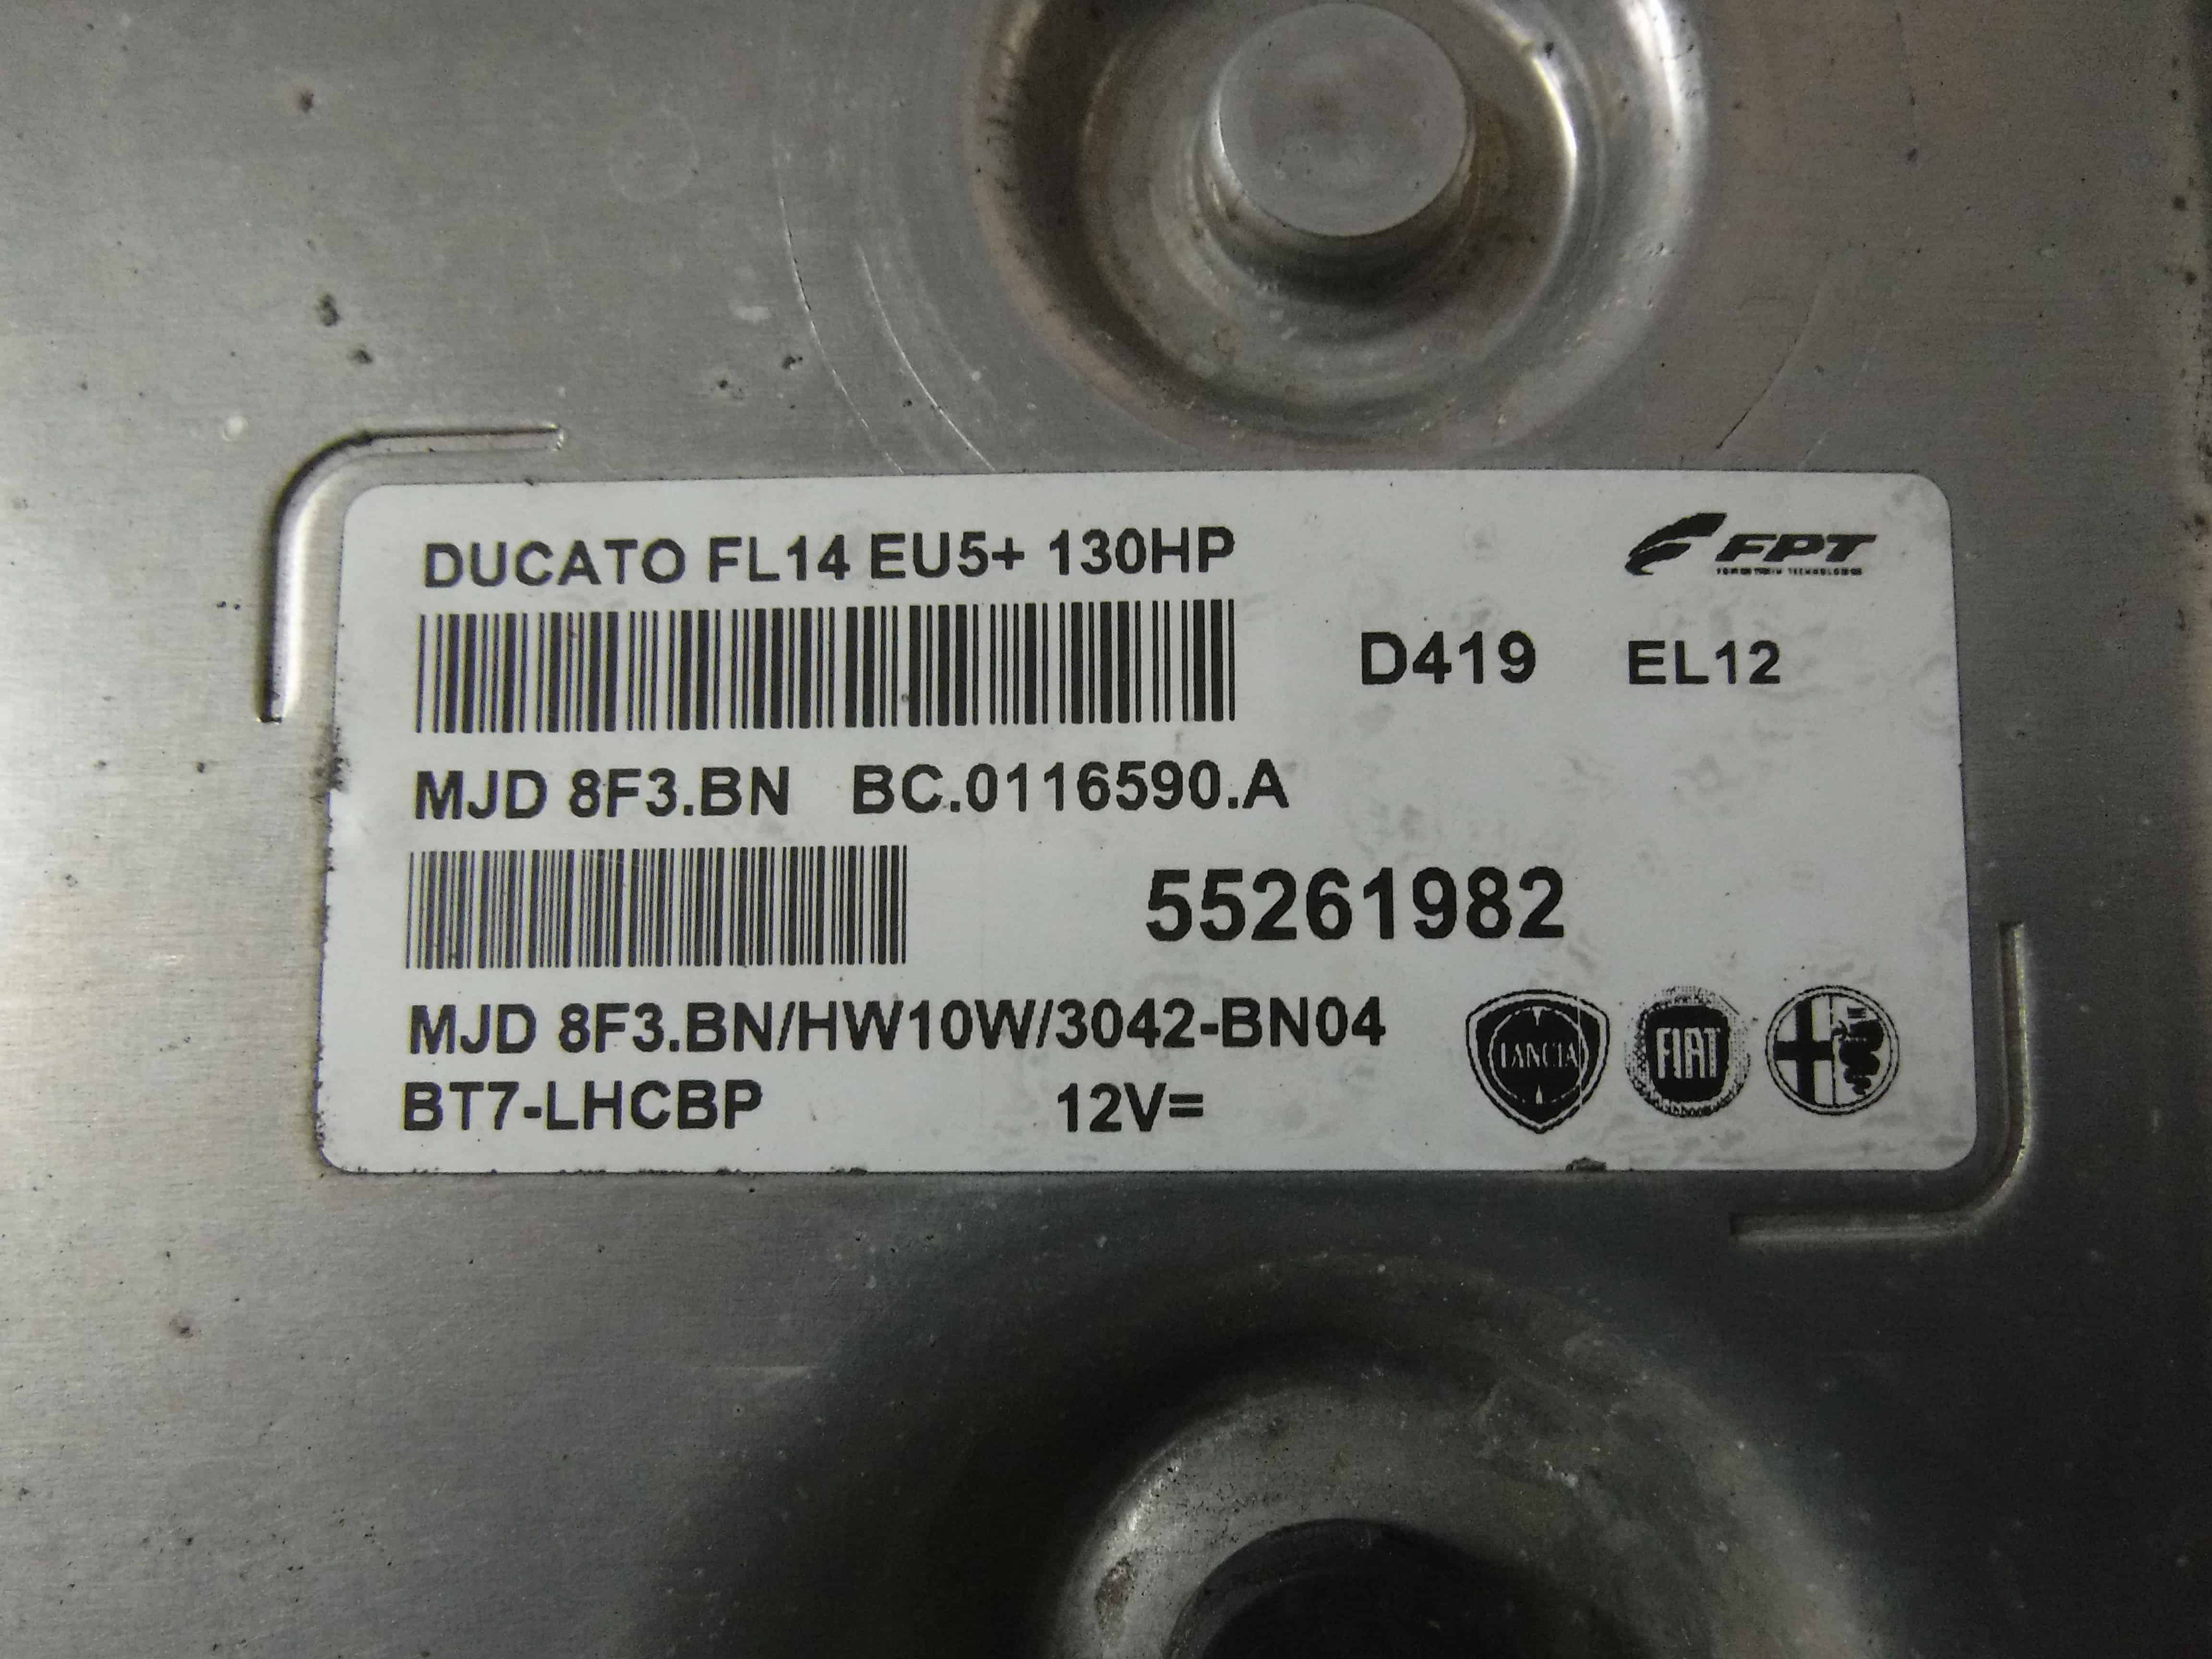 DUCATO FL14 EU5+ 130HP
FPT
D419 EL12
MJD 8F3.BN BC.0116590.A
55261982
MJD 8F3.BN/HW10W/3042-BN04
LANCIA FIAT
BT7-LHCBP 12V=